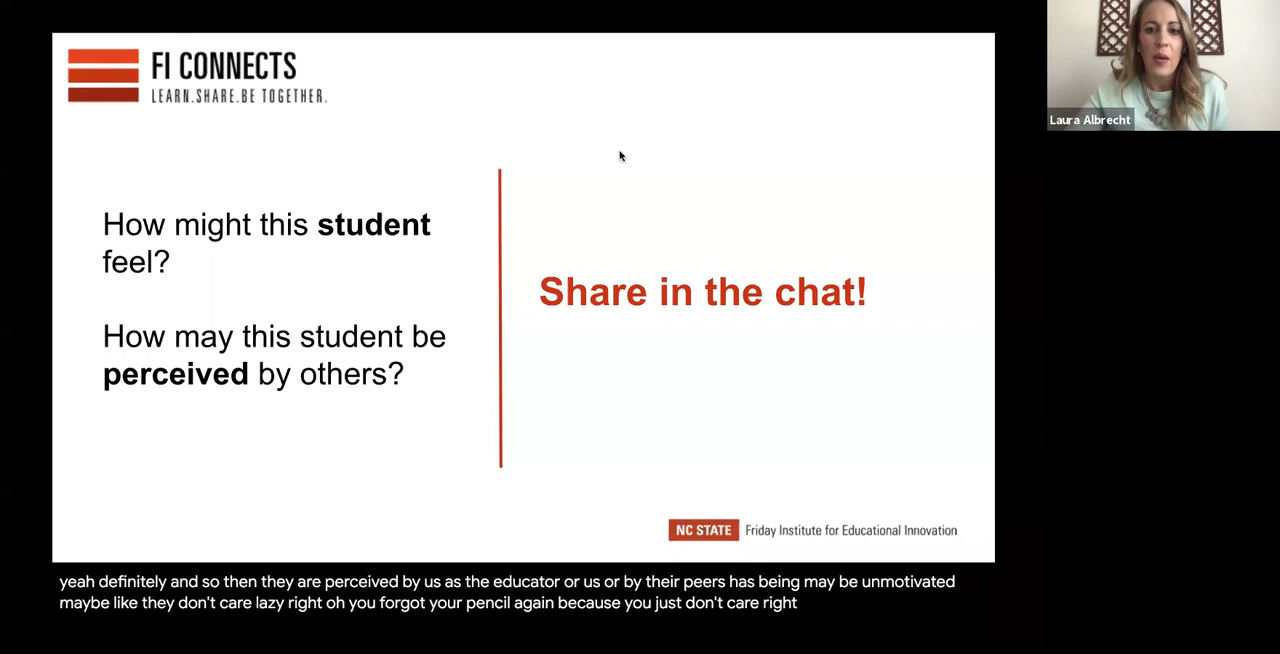 FI CONNECTS
LEARN.SHARE.BE TOGETHER.
How might this student
feel?
How may this student be
perceived by others?
Share in the chat!
NC STATE Friday Institute for Educational Innovation
Laura Albrecht
yeah definitely and so then they are perceived by us as the educator or us or by their peers has being may be unmotivated
maybe like they don't care lazy right oh you forgot your pencil again because you just don't care right